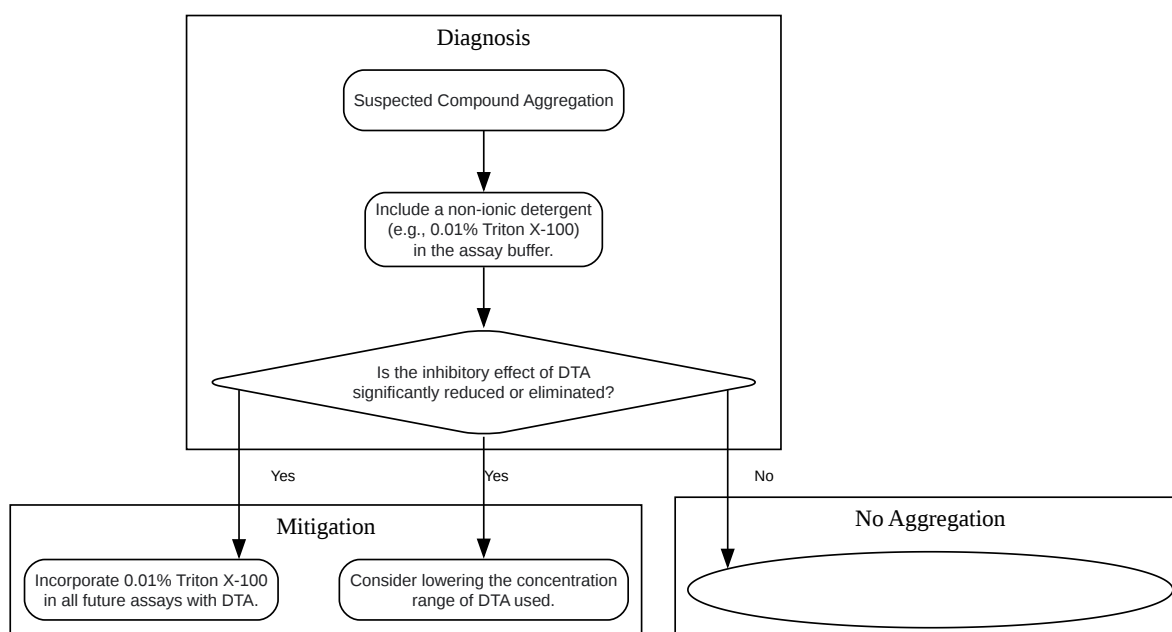 Diagnosis
Suspected Compound Aggregation
Include a non-ionic detergent
(e.g., 0.01% Triton X-100)
in the assay buffer.
Is the inhibitory effect of DTA
significantly reduced or eliminated?
Yes
Yes
No
Mitigation
No Aggregation
Incorporate 0.01% Triton X-100
in all future assays with DTA.
Consider lowering the concentration
range of DTA used.